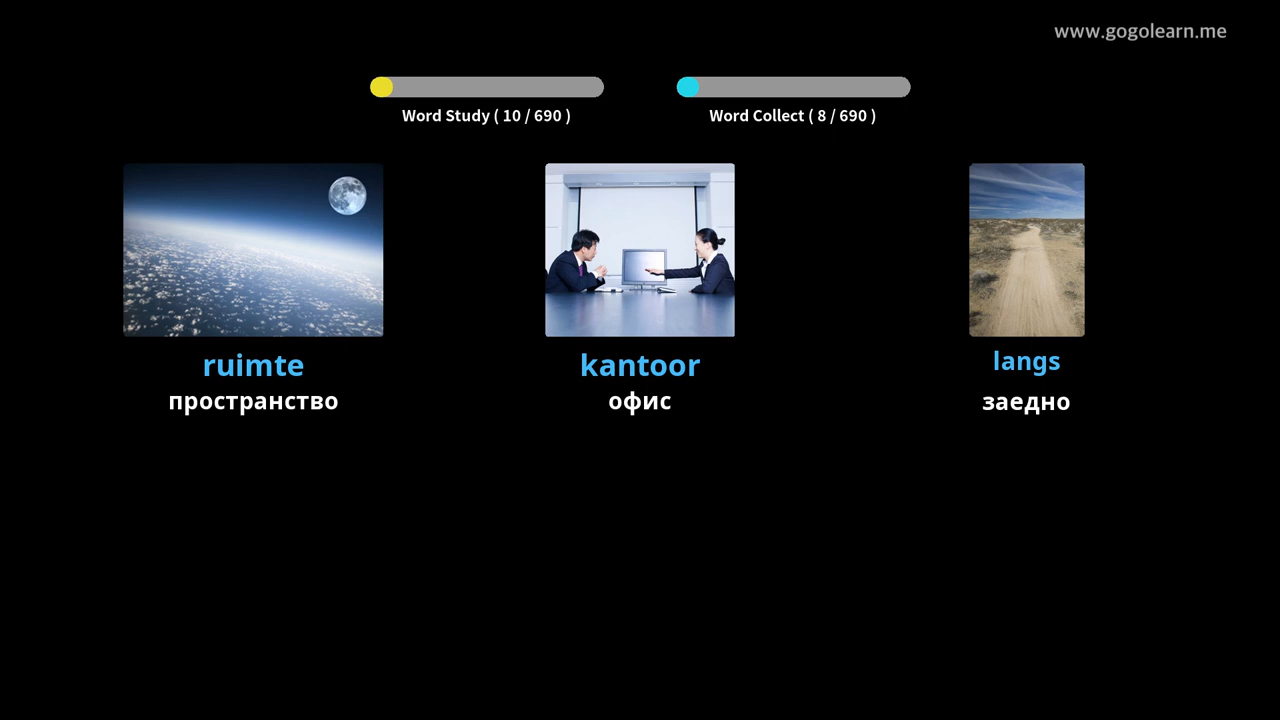 www.gogolearn.me
Word Study ( 10 / 690 )
Word Collect ( 8 / 690 )
ruimte
kantoor
langs
пространство
офис
заедно